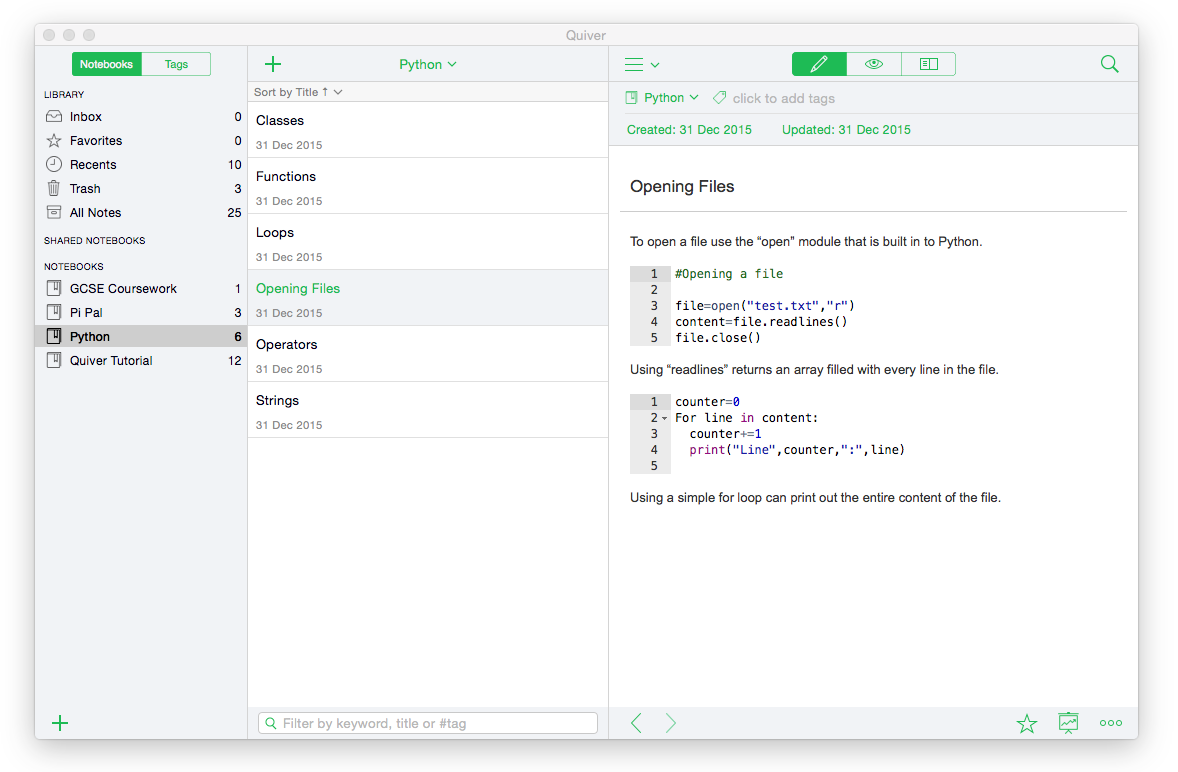 Quiver
Notebooks
Tags
LIBRARY
Inbox 0
Favorites 0
Recents 10
Trash 3
All Notes 25
SHARED NOTEBOOKS
NOTEBOOKS
GCSE Coursework 1
Pi Pal 3
Python 6
Quiver Tutorial 12
Python
Sort by Title ↑
Classes
31 Dec 2015
Functions
31 Dec 2015
Loops
31 Dec 2015
Opening Files
31 Dec 2015
Operators
31 Dec 2015
Strings
31 Dec 2015
Filter by keyword, title or #tag
Python click to add tags
Created: 31 Dec 2015 Updated: 31 Dec 2015
Opening Files
To open a file use the “open” module that is built in to Python.
1 #Opening a file
2
3 file=open("test.txt","r")
4 content=file.readlines()
5 file.close()
Using “readlines” returns an array filled with every line in the file.
1 counter=0
2 For line in content:
3 counter+=1
4 print("Line",counter,":",line)
5
Using a simple for loop can print out the entire content of the file.